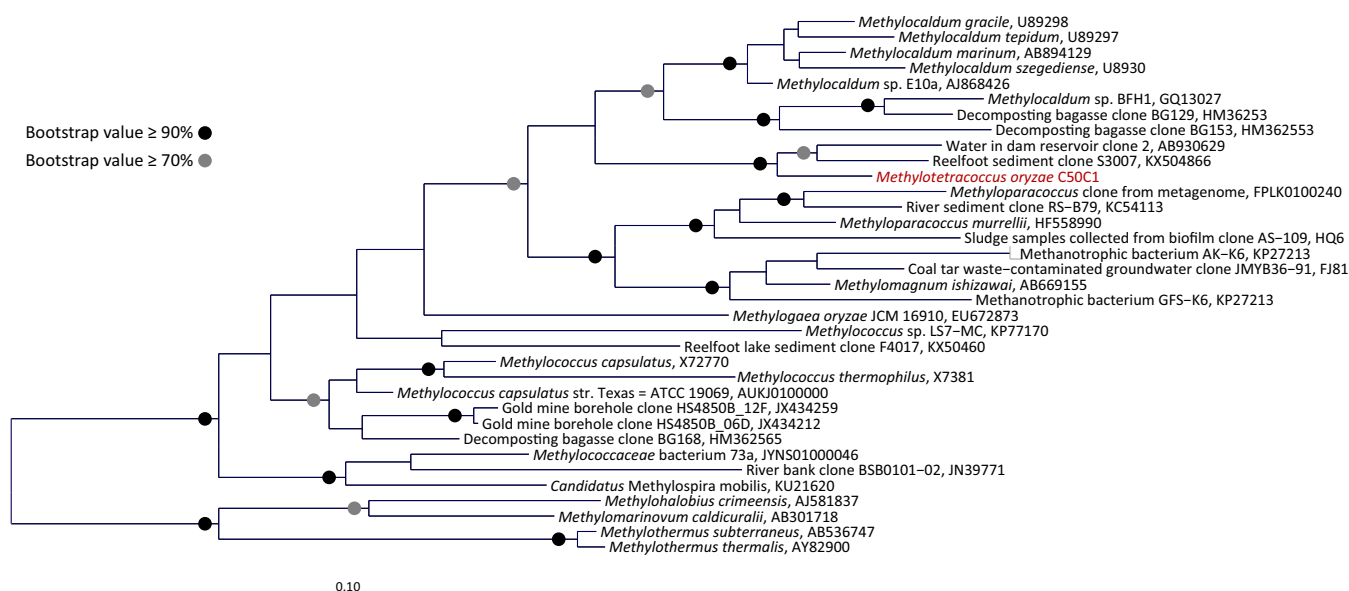 Methylocaldum gracile, U89298
Methylocaldum tepidum, U89297
Methylocaldum marinum, AB894129
Methylocaldum szegediense, U8930
Methylocaldum sp. E10a, AJ868426
Methylocaldum sp. BFH1, GQ13027
Decomposting bagasse clone BG129, HM36253
Decomposting bagasse clone BG153, HM362553
Bootstrap value ≥ 90%
Bootstrap value ≥ 70%
Water in dam reservoir clone 2, AB930629
Reelfoot sediment clone S3007, KX504866
Methylotetracoccus oryzae C50C1
Methyloparacoccus clone from metagenome, FPLK0100240
River sediment clone RS−B79, KC54113
Methyloparacoccus murrellii, HF558990
Sludge samples collected from biofilm clone AS−109, HQ6
Methanotrophic bacterium AK−K6, KP27213
Coal tar waste−contaminated groundwater clone JMYB36−91, FJ81
Methylomagnum ishizawai, AB669155
Methanotrophic bacterium GFS−K6, KP27213
Methylogaea oryzae JCM 16910, EU672873
Methylococcus sp. LS7−MC, KP77170
Reelfoot lake sediment clone F4017, KX50460
Methylococcus capsulatus, X72770
Methylococcus thermophilus, X7381
Methylococcus capsulatus str. Texas = ATCC 19069, AUKJ0100000
Gold mine borehole clone HS4850B_12F, JX434259
Gold mine borehole clone HS4850B_06D, JX434212
Decomposting bagasse clone BG168, HM362565
Methylococcaceae bacterium 73a, JYNS01000046
River bank clone BSB0101−02, JN39771
Candidatus Methylospira mobilis, KU21620
Methylohalobius crimeensis, AJ581837
Methylomarinovum caldicuralii, AB301718
Methylothermus subterraneus, AB536747
Methylothermus thermalis, AY82900
0.10